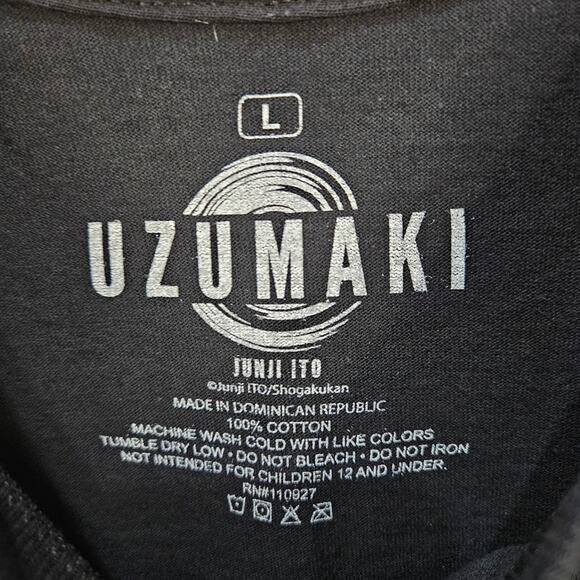 L
UZUMAKI
JUNJI ITO
©Junji ITO/Shogakukan
MADE IN DOMINICAN REPUBLIC
100% COTTON
MACHINE WASH COLD WITH LIKE COLORS
TUMBLE DRY LOW • DO NOT BLEACH • DO NOT IRON
NOT INTENDED FOR CHILDREN 12 AND UNDER.
RN#110927